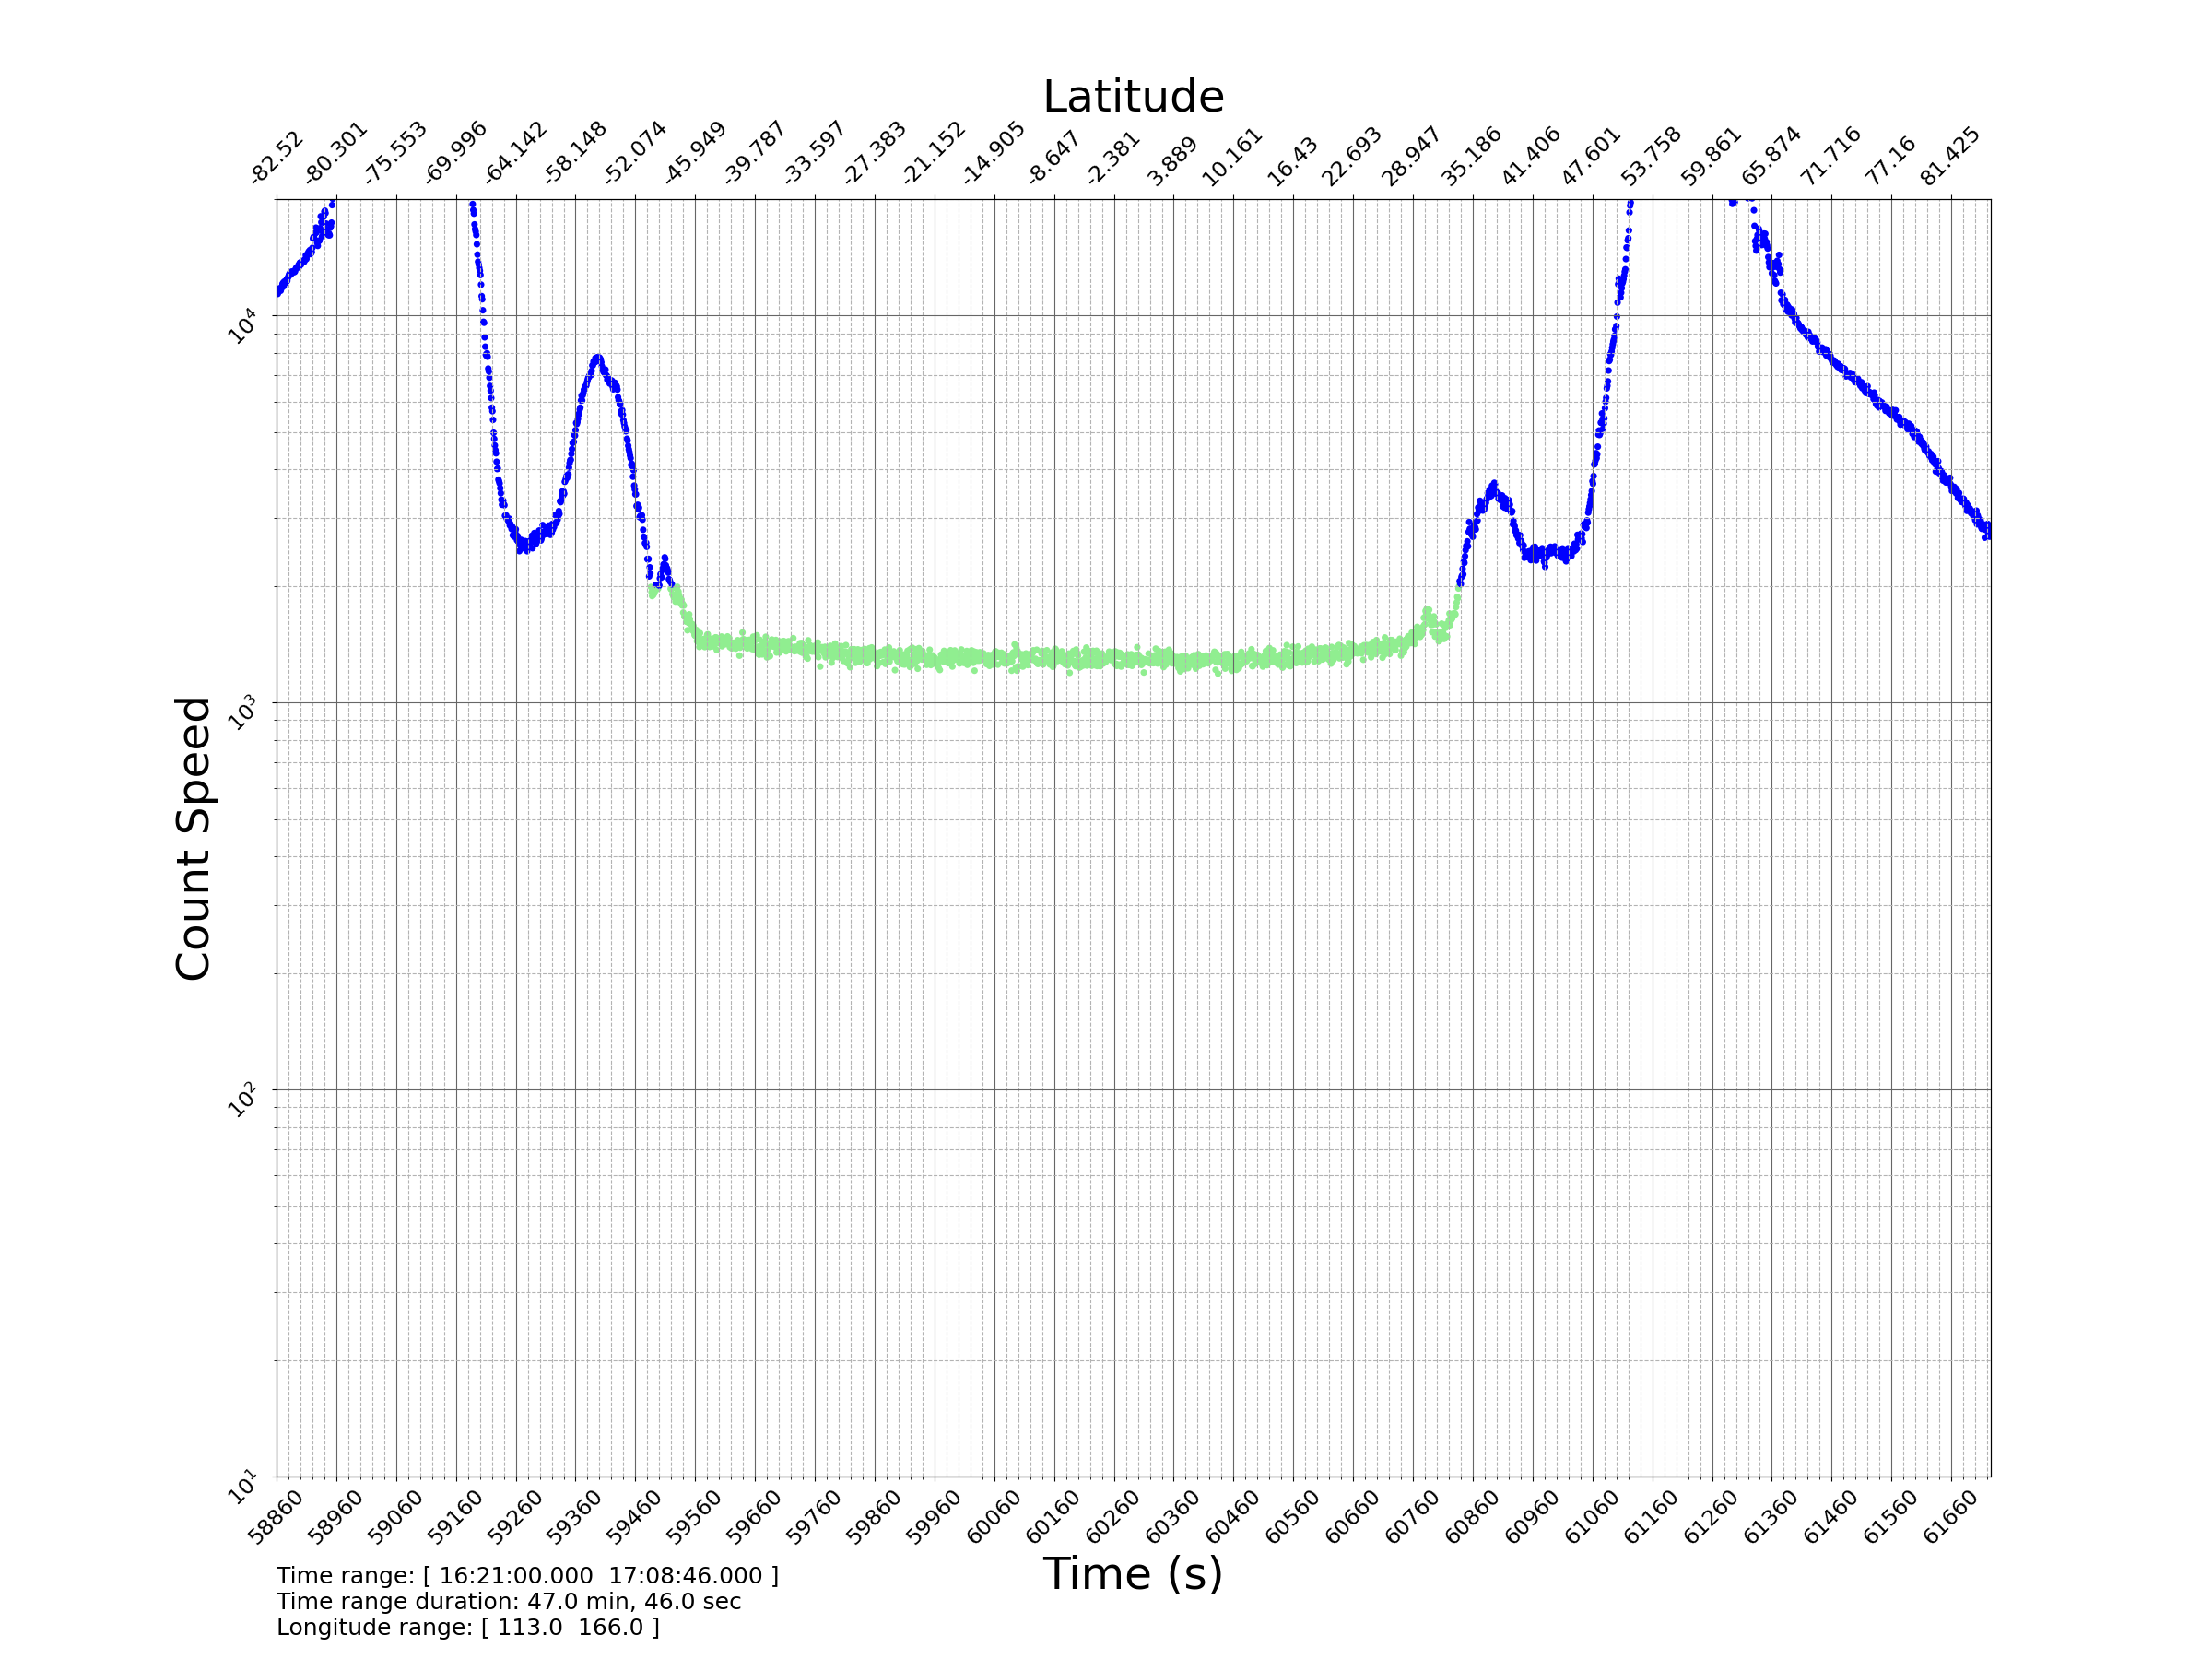 Latitude
-82.52 -80.301 -75.553 -69.996 -64.142 -58.148 -52.074 -45.949 -39.787 -33.597 -27.383 -21.152 -14.905 -8.647 -2.381 3.889 10.161 16.43 22.693 28.947 35.186 41.406 47.601 53.758 59.861 65.874 71.716 77.16 81.425
10⁴
10³
Count Speed
10²
10¹
58860 58960 59060 59160 59260 59360 59460 59560 59660 59760 59860 59960 60060 60160 60260 60360 60460 60560 60660 60760 60860 60960 61060 61160 61260 61360 61460 61560 61660
Time (s)
Time range: [ 16:21:00.000  17:08:46.000 ]
Time range duration: 47.0 min, 46.0 sec
Longitude range: [ 113.0  166.0 ]